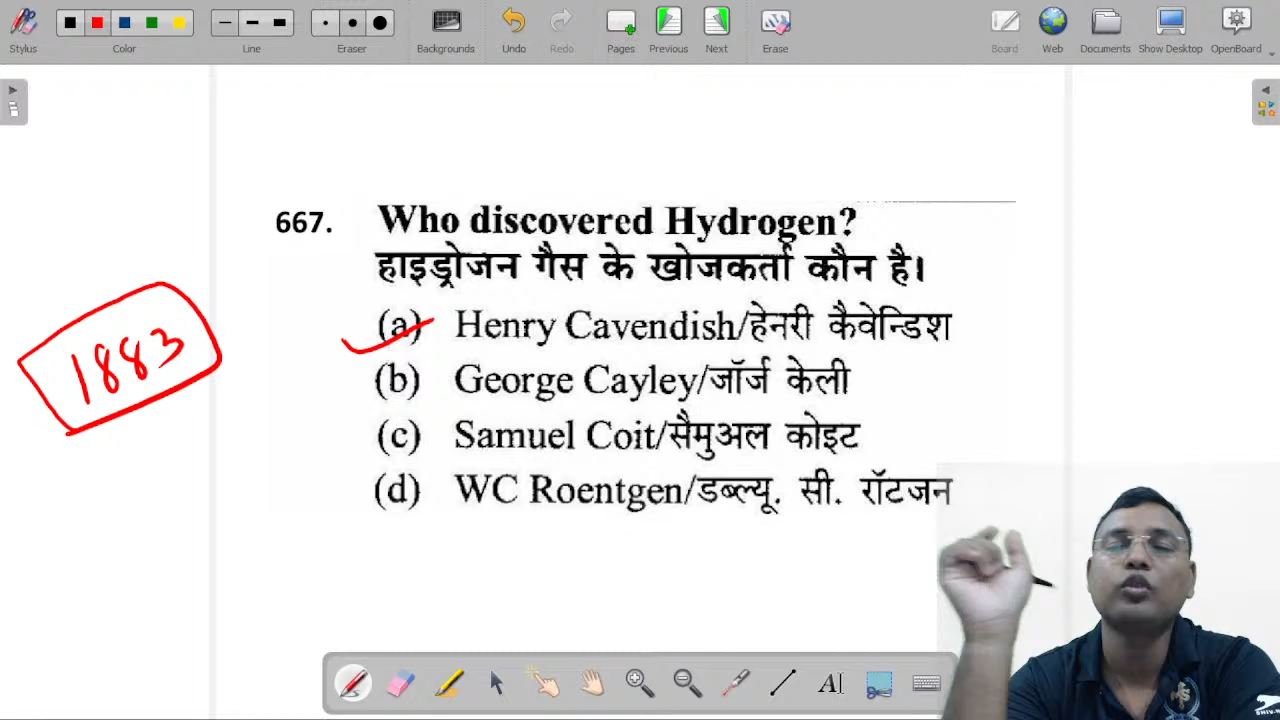 Stylus
Color
Line
Eraser
Backgrounds
Undo
Redo
Pages
Previous
Next
Erase
Board
Web
Documents
Show Desktop
OpenBoard
667. Who discovered Hydrogen?
हाइड्रोजन गैस के खोजकर्ता कौन है।
(a) Henry Cavendish/हेनरी कैवेन्डिश
(b) George Cayley/जॉर्ज केली
(c) Samuel Coit/सैमुअल कोइट
(d) WC Roentgen/डब्ल्यू. सी. रॉटजन
1883